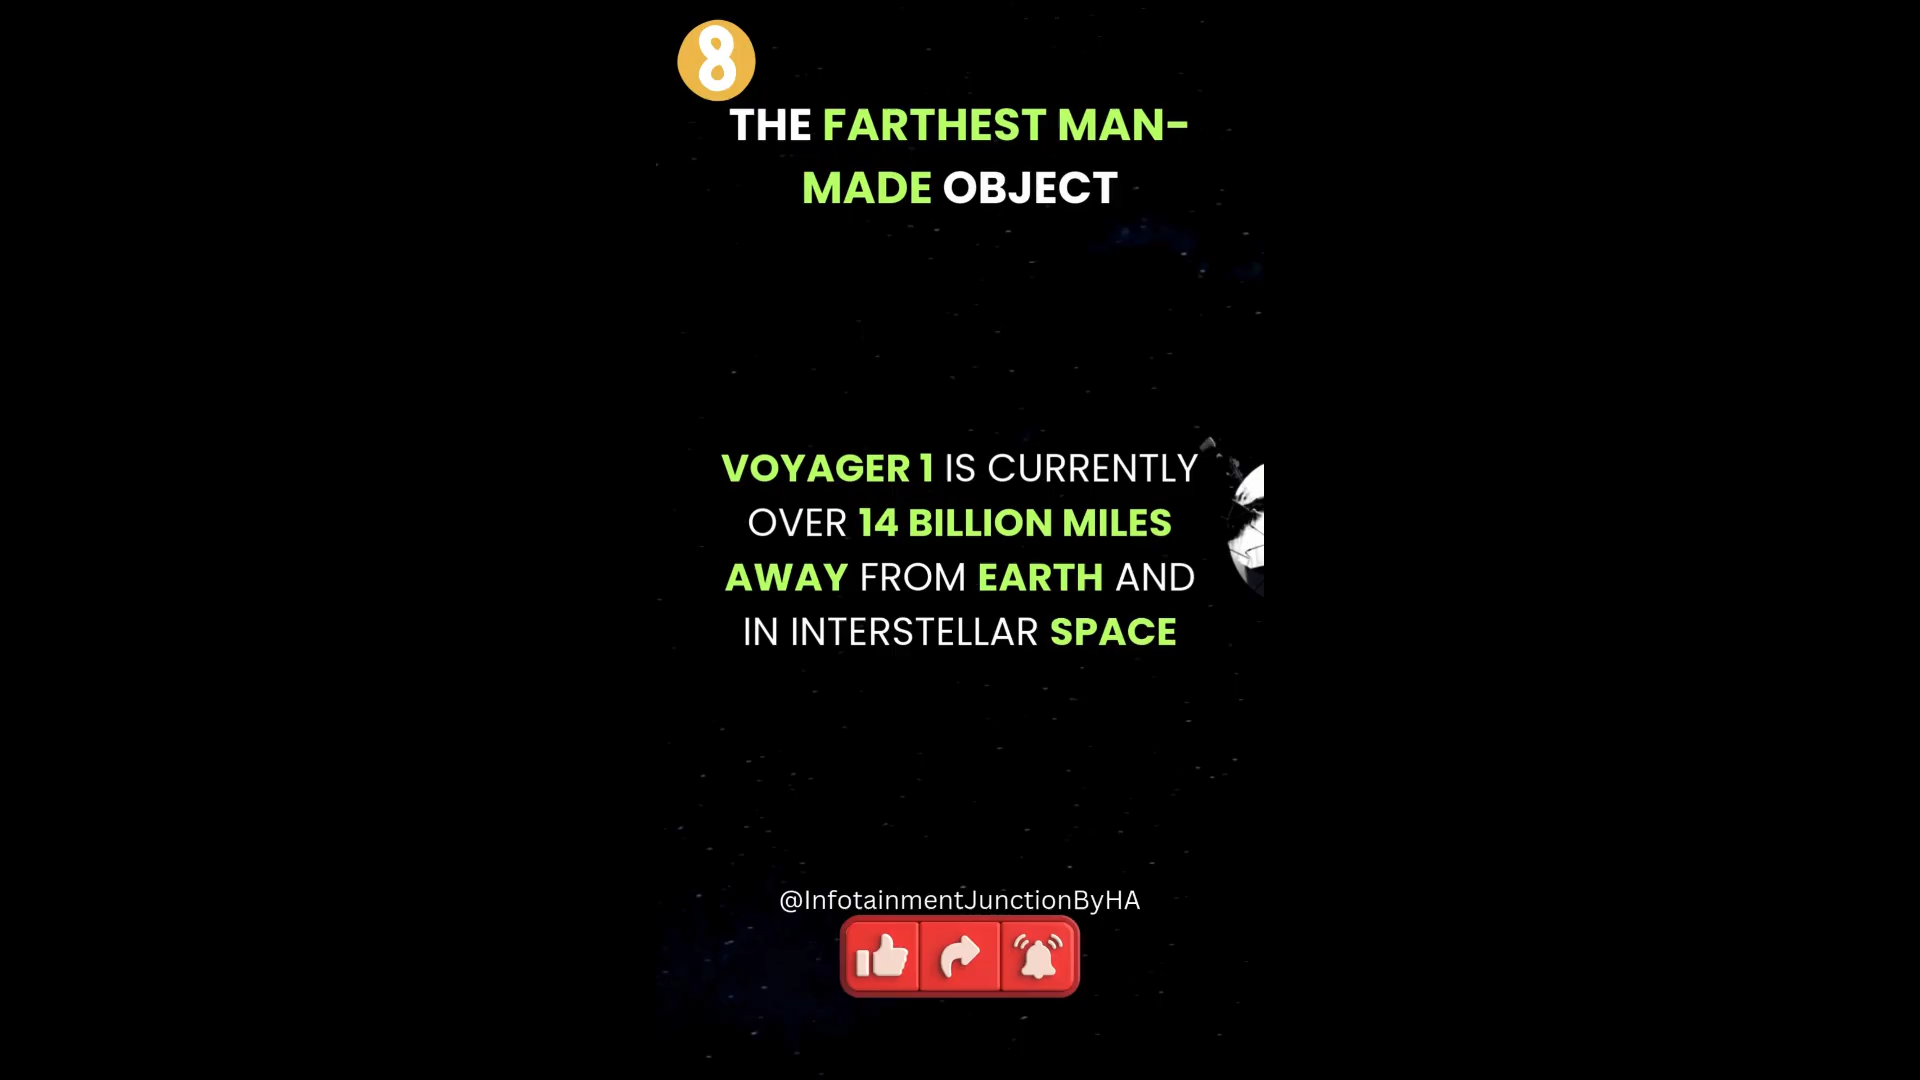 8
THE FARTHEST MAN-
MADE OBJECT
VOYAGER 1 IS CURRENTLY
OVER 14 BILLION MILES
AWAY FROM EARTH AND
IN INTERSTELLAR SPACE
@InfotainmentJunctionByHA